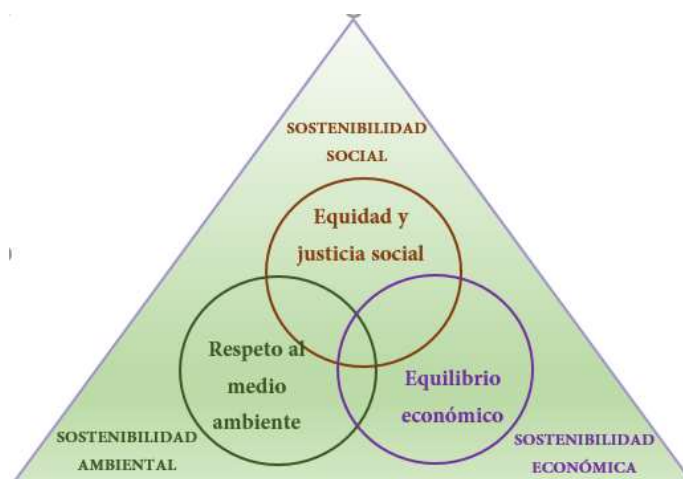 SOSTENIBILIDAD
SOCIAL
Equidad y
justicia social
Respeto al
medio
ambiente
Equilibrio
económico
SOSTENIBILIDAD
AMBIENTAL
SOSTENIBILIDAD
ECONÓMICA